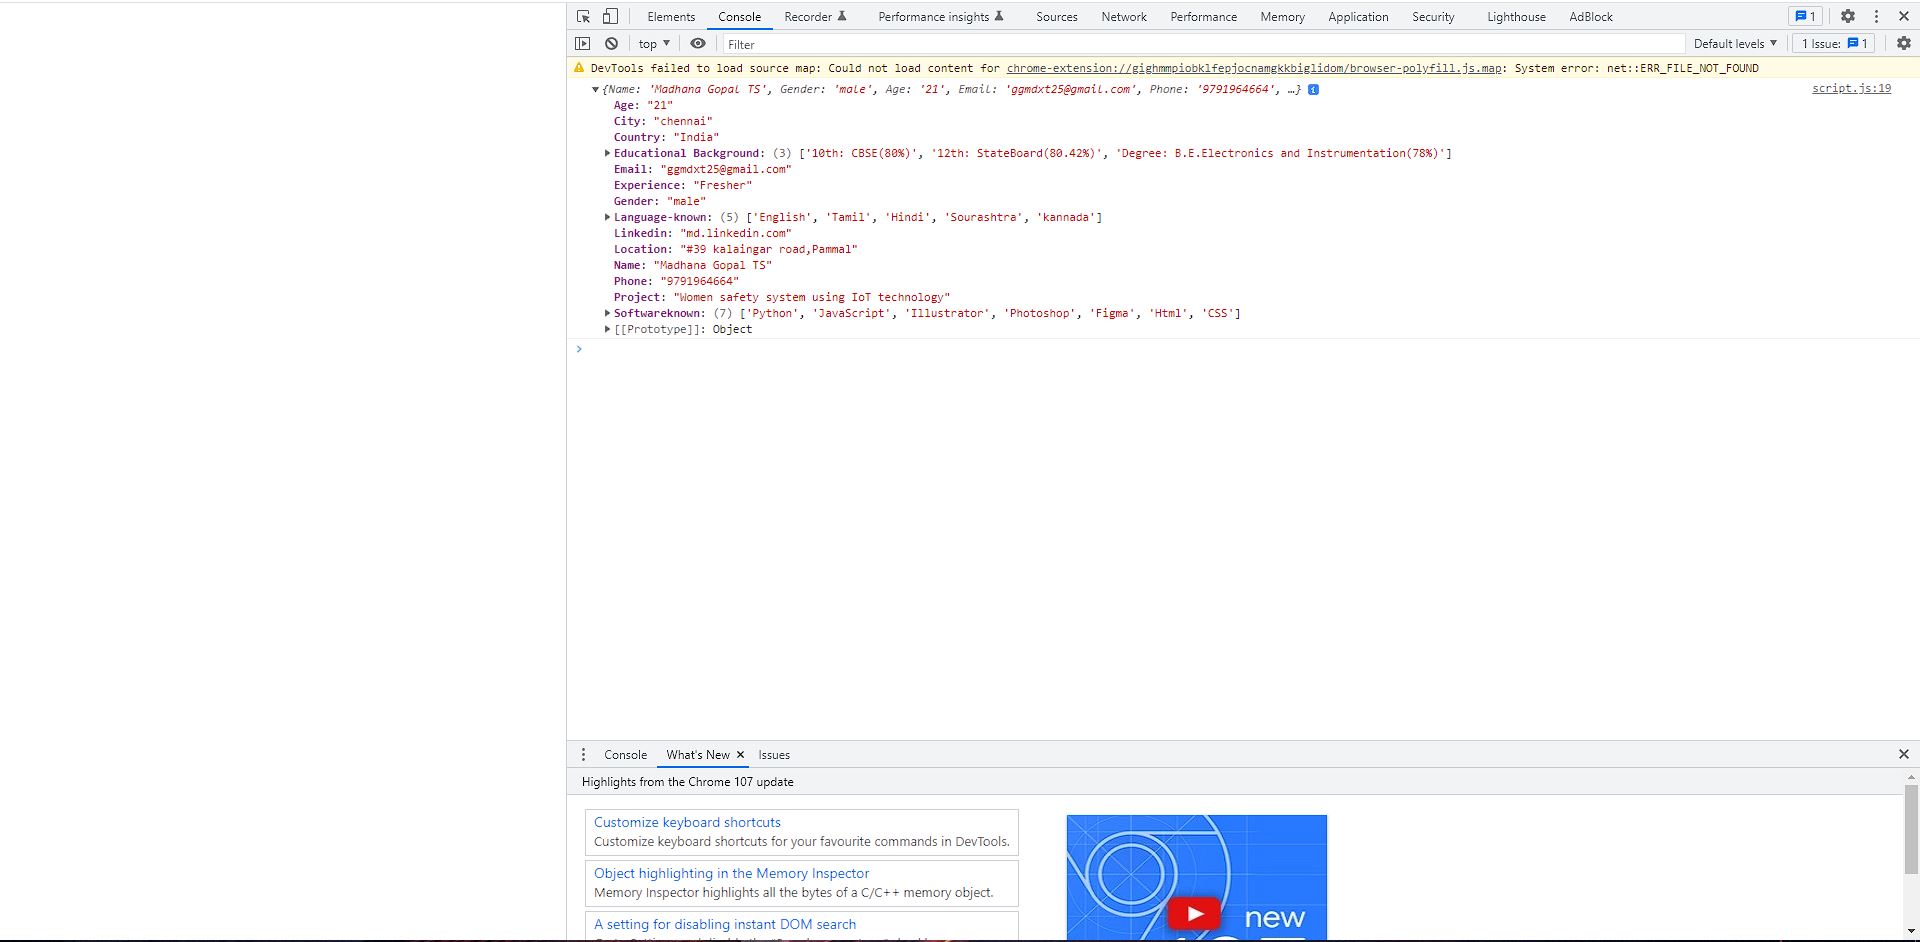 Elements Console Recorder Performance insights Sources Network Performance Memory Application Security Lighthouse AdBlock 1
top Filter Default levels 1 Issue: 1
DevTools failed to load source map: Could not load content for chrome-extension://gighmmpiobklfepjocnamgkkbiglidom/browser-polyfill.js.map: System error: net::ERR_FILE_NOT_FOUND
{Name: 'Madhana Gopal TS', Gender: 'male', Age: '21', Email: 'ggmdxt25@gmail.com', Phone: '9791964664', …} script.js:19
Age: "21"
City: "chennai"
Country: "India"
Educational Background: (3) ['10th: CBSE(80%)', '12th: StateBoard(80.42%)', 'Degree: B.E.Electronics and Instrumentation(78%)']
Email: "ggmdxt25@gmail.com"
Experience: "Fresher"
Gender: "male"
Language-known: (5) ['English', 'Tamil', 'Hindi', 'Sourashtra', 'kannada']
Linkedin: "md.linkedin.com"
Location: "#39 kalaingar road,Pammal"
Name: "Madhana Gopal TS"
Phone: "9791964664"
Project: "Women safety system using IoT technology"
Softwareknown: (7) ['Python', 'JavaScript', 'Illustrator', 'Photoshop', 'Figma', 'Html', 'CSS']
[[Prototype]]: Object
Console What's New Issues
Highlights from the Chrome 107 update
Customize keyboard shortcuts
Customize keyboard shortcuts for your favourite commands in DevTools.
Object highlighting in the Memory Inspector
Memory Inspector highlights all the bytes of a C/C++ memory object.
A setting for disabling instant DOM search
new